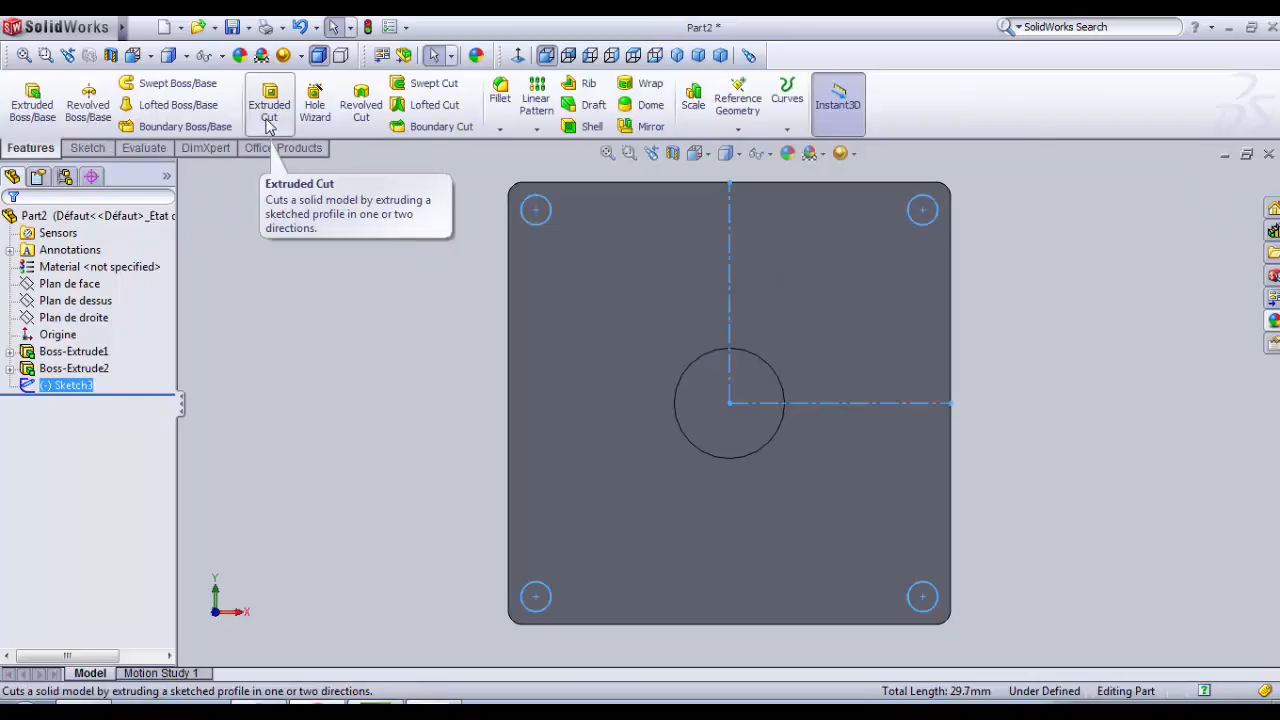 SolidWorks
Part2 *
SolidWorks Search
Extruded Boss/Base
Revolved Boss/Base
Swept Boss/Base
Lofted Boss/Base
Boundary Boss/Base
Extruded Cut
Hole Wizard
Revolved Cut
Swept Cut
Lofted Cut
Boundary Cut
Fillet
Linear Pattern
Rib
Draft
Shell
Wrap
Dome
Mirror
Scale
Reference Geometry
Curves
Instant3D
Features
Sketch
Evaluate
DimXpert
Office Products
Extruded Cut
Cuts a solid model by extruding a
sketched profile in one or two
directions.
Part2 (Défaut<<Défaut>_Etat c
Sensors
Annotations
Material <not specified>
Plan de face
Plan de dessus
Plan de droite
Origine
Boss-Extrude1
Boss-Extrude2
(-) Sketch3
Y
X
Model
Motion Study 1
Cuts a solid model by extruding a sketched profile in one or two directions.
Total Length: 29.7mm
Under Defined
Editing Part